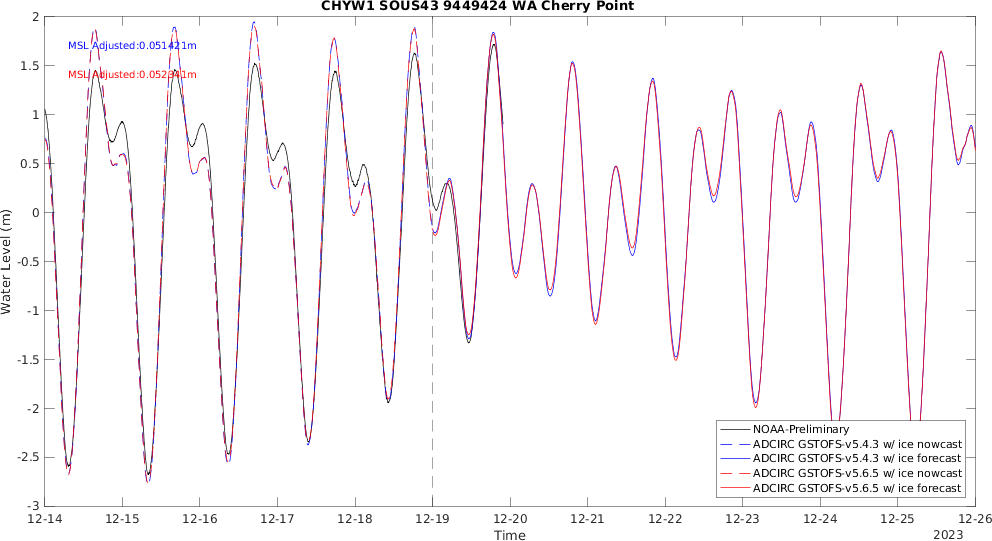 CHYW1 SOUS43 9449424 WA Cherry Point
MSL Adjusted:0.051421m
MSL Adjusted:0.052341m
Water Level (m)
2
1.5
1
0.5
0
-0.5
-1
-1.5
-2
-2.5
-3
NOAA-Preliminary
ADCIRC GSTOFS-v5.4.3 w/ ice nowcast
ADCIRC GSTOFS-v5.4.3 w/ ice forecast
ADCIRC GSTOFS-v5.6.5 w/ ice nowcast
ADCIRC GSTOFS-v5.6.5 w/ ice forecast
12-14 12-15 12-16 12-17 12-18 12-19 12-20 12-21 12-22 12-23 12-24 12-25 12-26
Time
2023